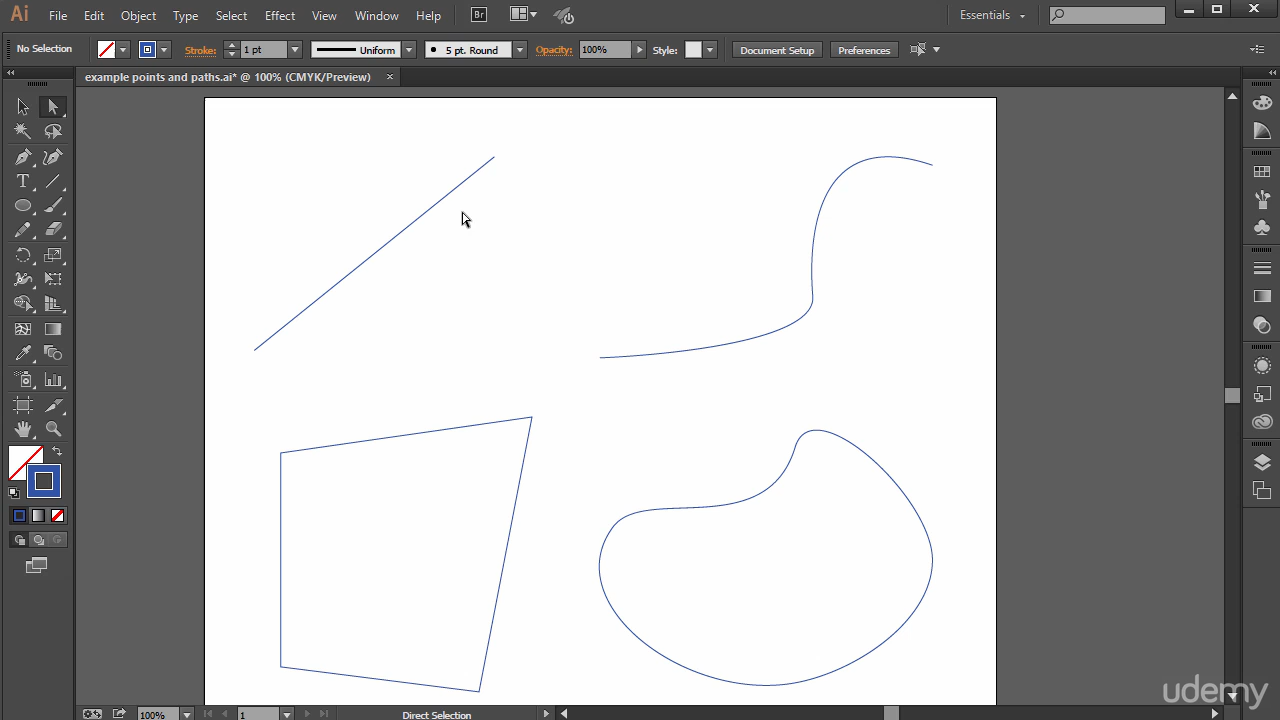 Ai File Edit Object Type Select Effect View Window Help Br Essentials
No Selection Stroke: 1 pt Uniform 5 pt. Round Opacity: 100% Style: Document Setup Preferences
example points and paths.ai* @ 100% (CMYK/Preview)
T
udemy
100% 1 Direct Selection